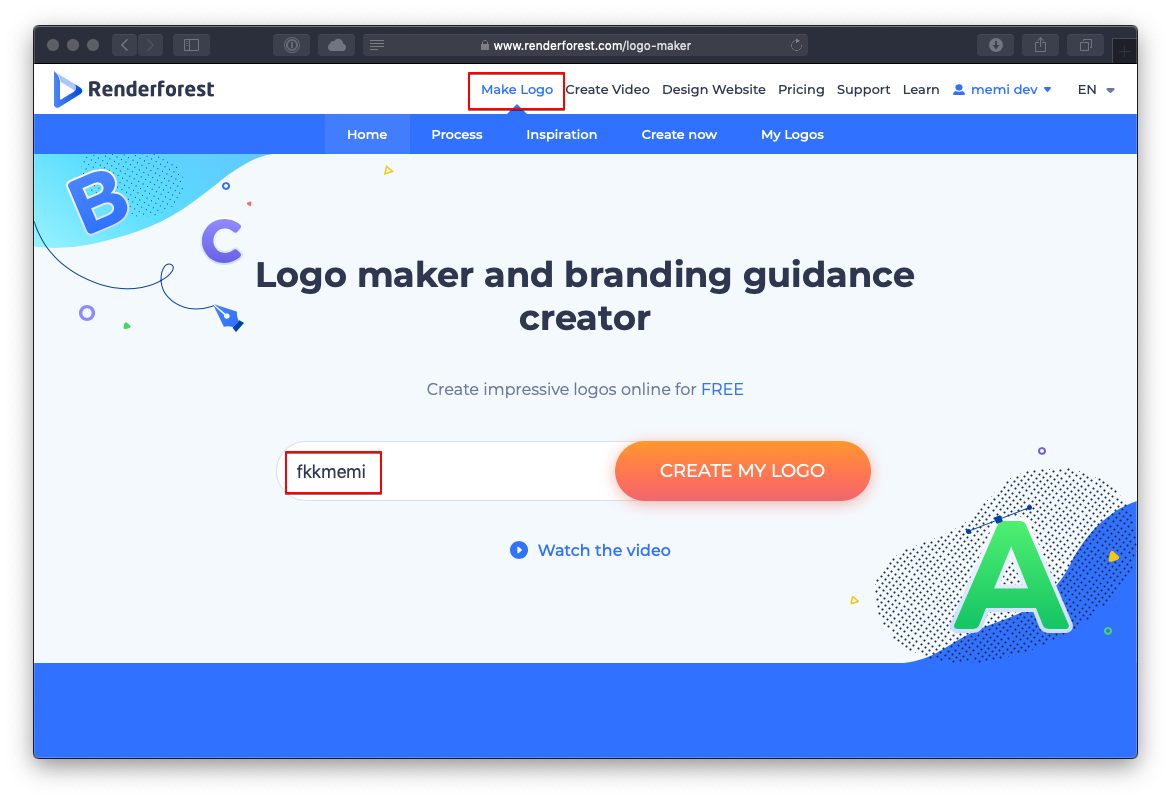 www.renderforest.com/logo-maker
Renderforest
Make Logo Create Video Design Website Pricing Support Learn memi dev EN
Home Process Inspiration Create now My Logos
B
C
Logo maker and branding guidance
creator
Create impressive logos online for FREE
fkkmemi
CREATE MY LOGO
Watch the video
A